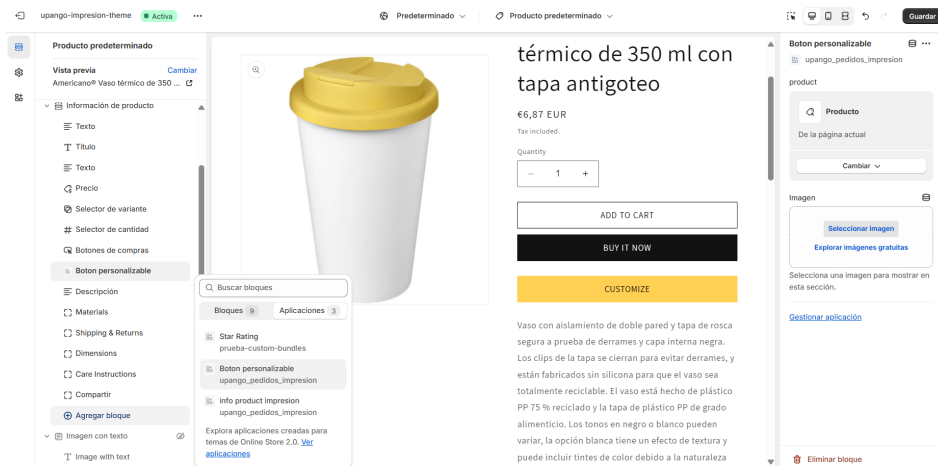 upango-impresion-theme
Activa
Predeterminado
Producto predeterminado
Guardar
Producto predeterminado
Vista previa
Cambiar
Americano® Vaso térmico de 350 ...
Información de producto
Texto
Título
Texto
Precio
Selector de variante
Selector de cantidad
Botones de compras
Boton personalizable
Descripción
Materials
Shipping & Returns
Dimensions
Care Instructions
Compartir
Agregar bloque
Imagen con texto
Image with text
Buscar bloques
Bloques 9
Aplicaciones 3
Star Rating
prueba-custom-bundles
Boton personalizable
upango_pedidos_impresion
info product impresion
upango_pedidos_impresion
Explora aplicaciones creadas para
temas de Online Store 2.0. Ver
aplicaciones
térmico de 350 ml con
tapa antigoteo
€6,87 EUR
Tax included.
Quantity
− 1 +
ADD TO CART
BUY IT NOW
CUSTOMIZE
Vaso con aislamiento de doble pared y tapa de rosca
segura a prueba de derrames y capa interna negra.
Los clips de la tapa se cierran para evitar derrames, y
están fabricados sin silicona para que el vaso sea
totalmente reciclable. El vaso está hecho de plástico
PP 75 % reciclado y la tapa de plástico PP de grado
alimenticio. Los tonos en negro o blanco pueden
variar, la opción blanca tiene un efecto de textura y
puede incluir tintes de color debido a la naturaleza
Boton personalizable
upango_pedidos_impresion
product
Producto
De la página actual
Cambiar
Imagen
Seleccionar imagen
Explorar imágenes gratuitas
Selecciona una imagen para mostrar en
esta sección.
Gestionar aplicación
Eliminar bloque